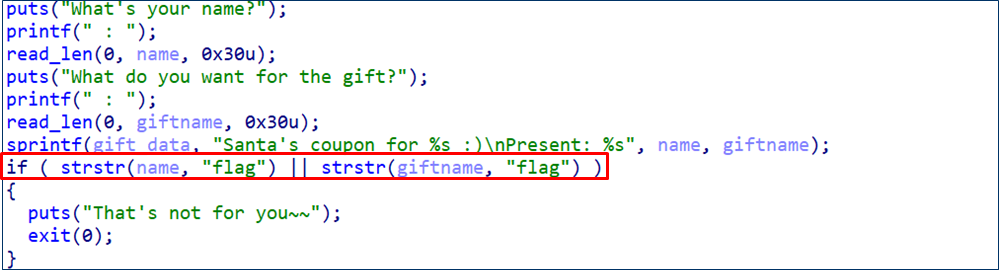 puts("What's your name?");
printf(" : ");
read_len(0, name, 0x30u);
puts("What do you want for the gift?");
printf(" : ");
read_len(0, giftname, 0x30u);
sprintf(gift_data, "Santa's coupon for %s :)\nPresent: %s", name, giftname);
if ( strstr(name, "flag") || strstr(giftname, "flag") )
{
puts("That's not for you~~");
exit(0);
}